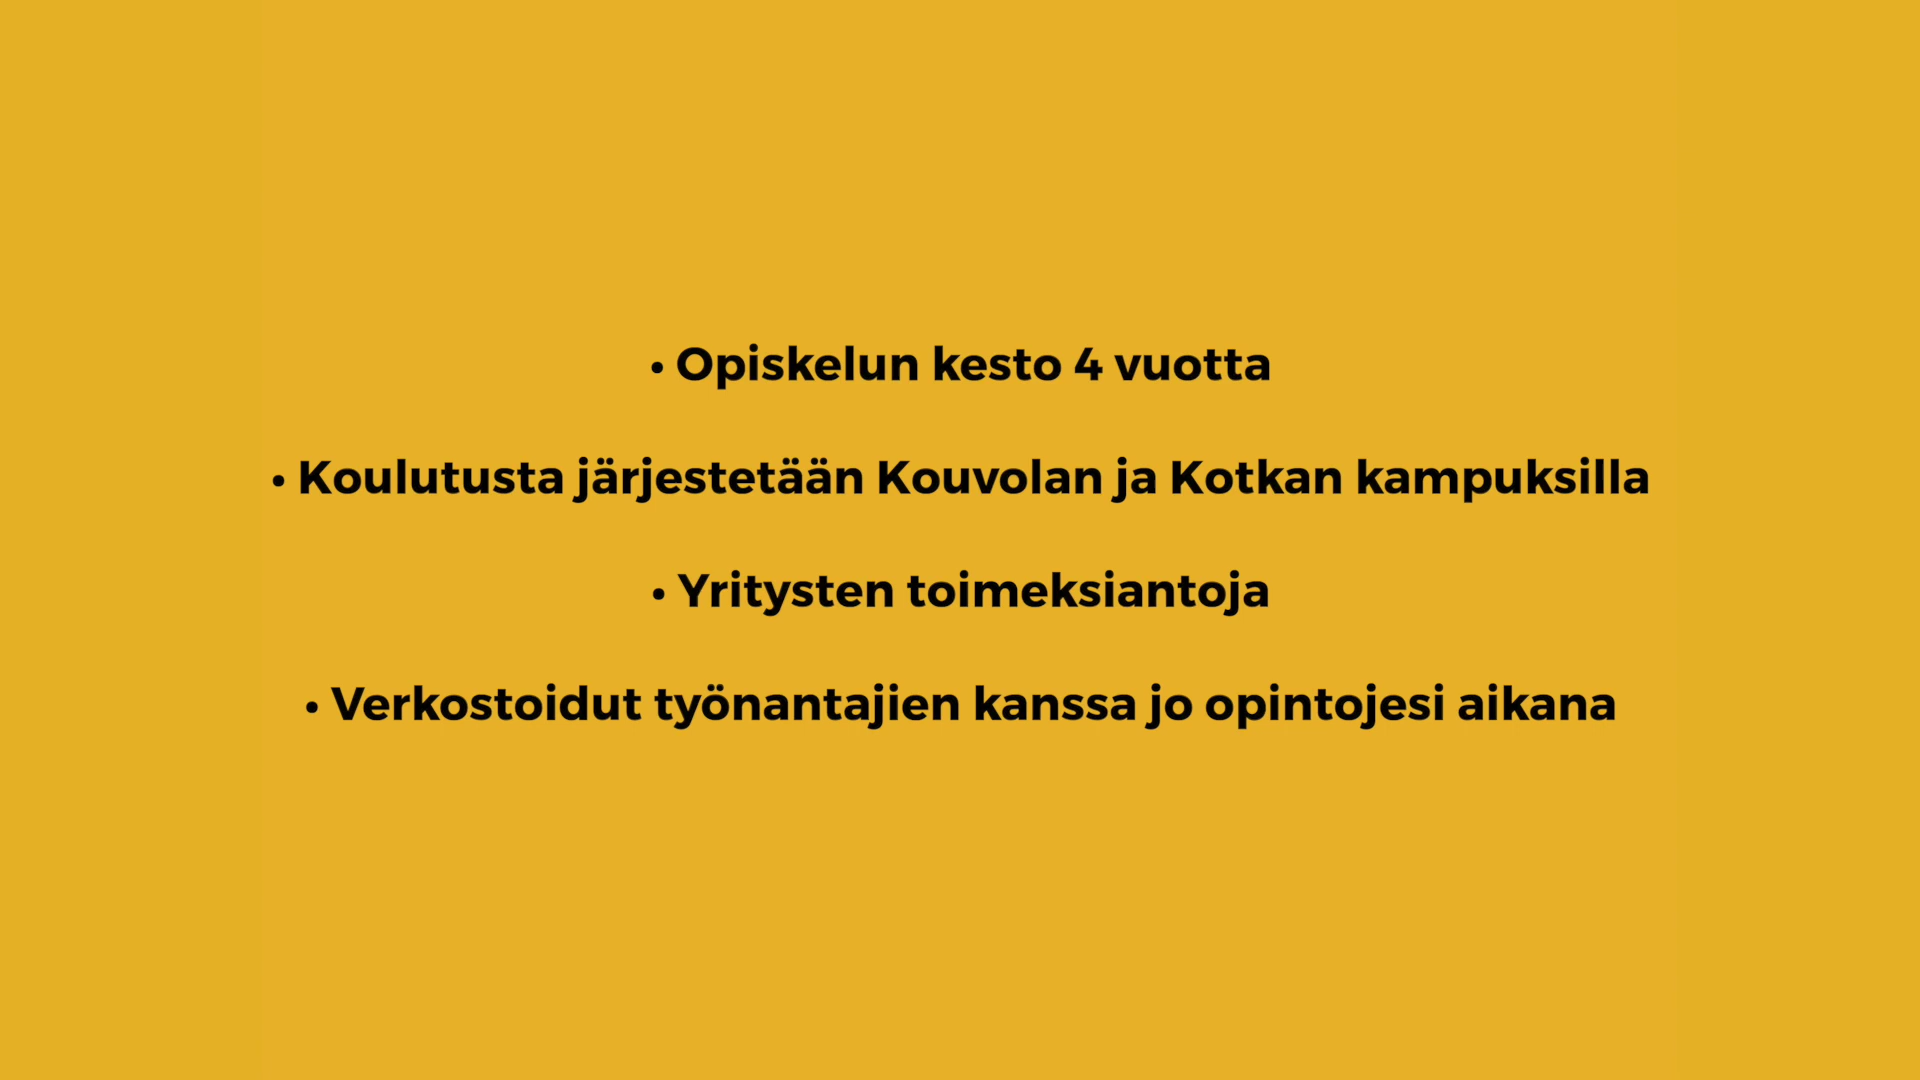 • Opiskelun kesto 4 vuotta
• Koulutusta järjestetään Kouvolan ja Kotkan kampuksilla
• Yritysten toimeksiantoja
• Verkostoidut työnantajien kanssa jo opintojesi aikana